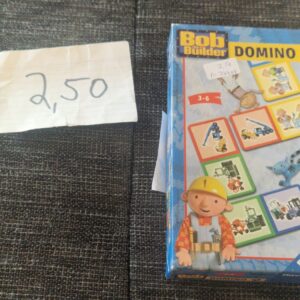 2,50
Bob
the
Builder
DOMINO
3-6